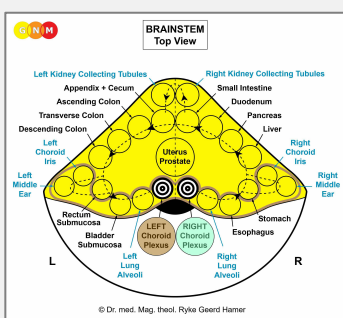 GNM
BRAINSTEM
Top View
Left Kidney Collecting Tubules
Right Kidney Collecting Tubules
Appendix + Cecum
Small Intestine
Ascending Colon
Duodenum
Transverse Colon
Pancreas
Descending Colon
Liver
Left
Choroid
Iris
Uterus
Prostate
Right
Choroid
Iris
Left
Middle
Ear
Right
Middle
Ear
Rectum
Submucosa
Stomach
Bladder
Submucosa
LEFT
Choroid
Plexus
RIGHT
Choroid
Plexus
Esophagus
L
Left
Lung
Alveoli
Right
Lung
Alveoli
R
© Dr. med. Mag. theol. Ryke Geerd Hamer